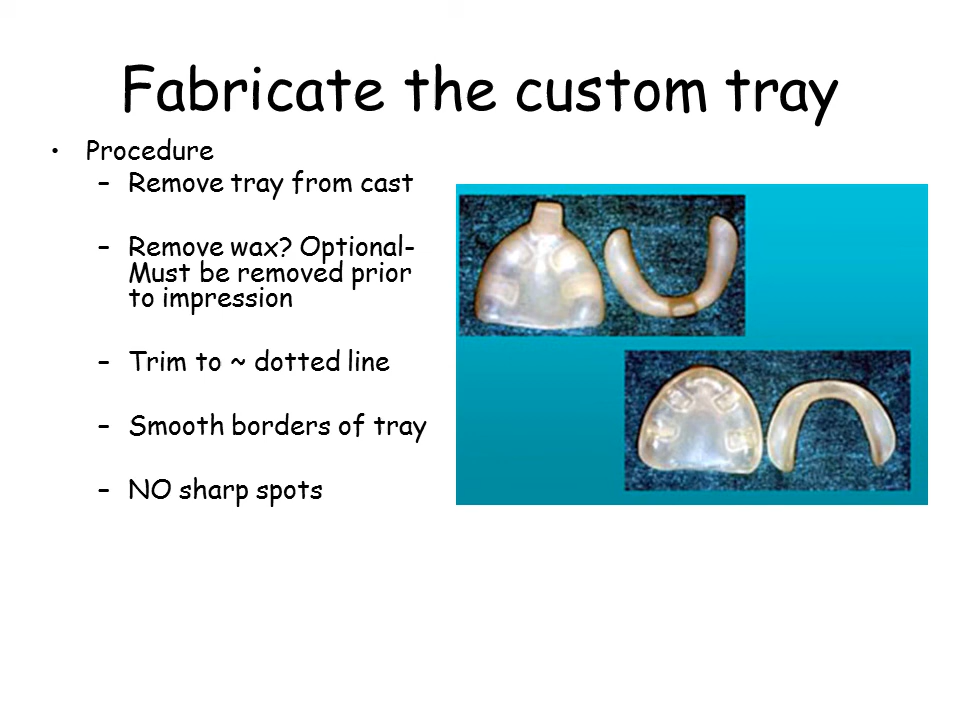 Fabricate the custom tray
• Procedure
– Remove tray from cast
– Remove wax? Optional-
Must be removed prior
to impression
– Trim to ~ dotted line
– Smooth borders of tray
– NO sharp spots